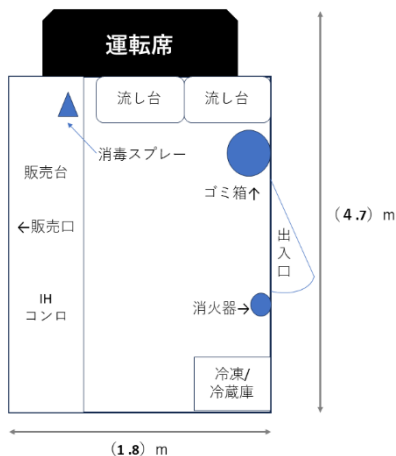 運転席
流し台
流し台
消毒スプレー
販売台
ゴミ箱↑
←販売口
出
入
口
（4.7）m
IH
コンロ
消火器→
冷凍/
冷蔵庫
（1.8）m